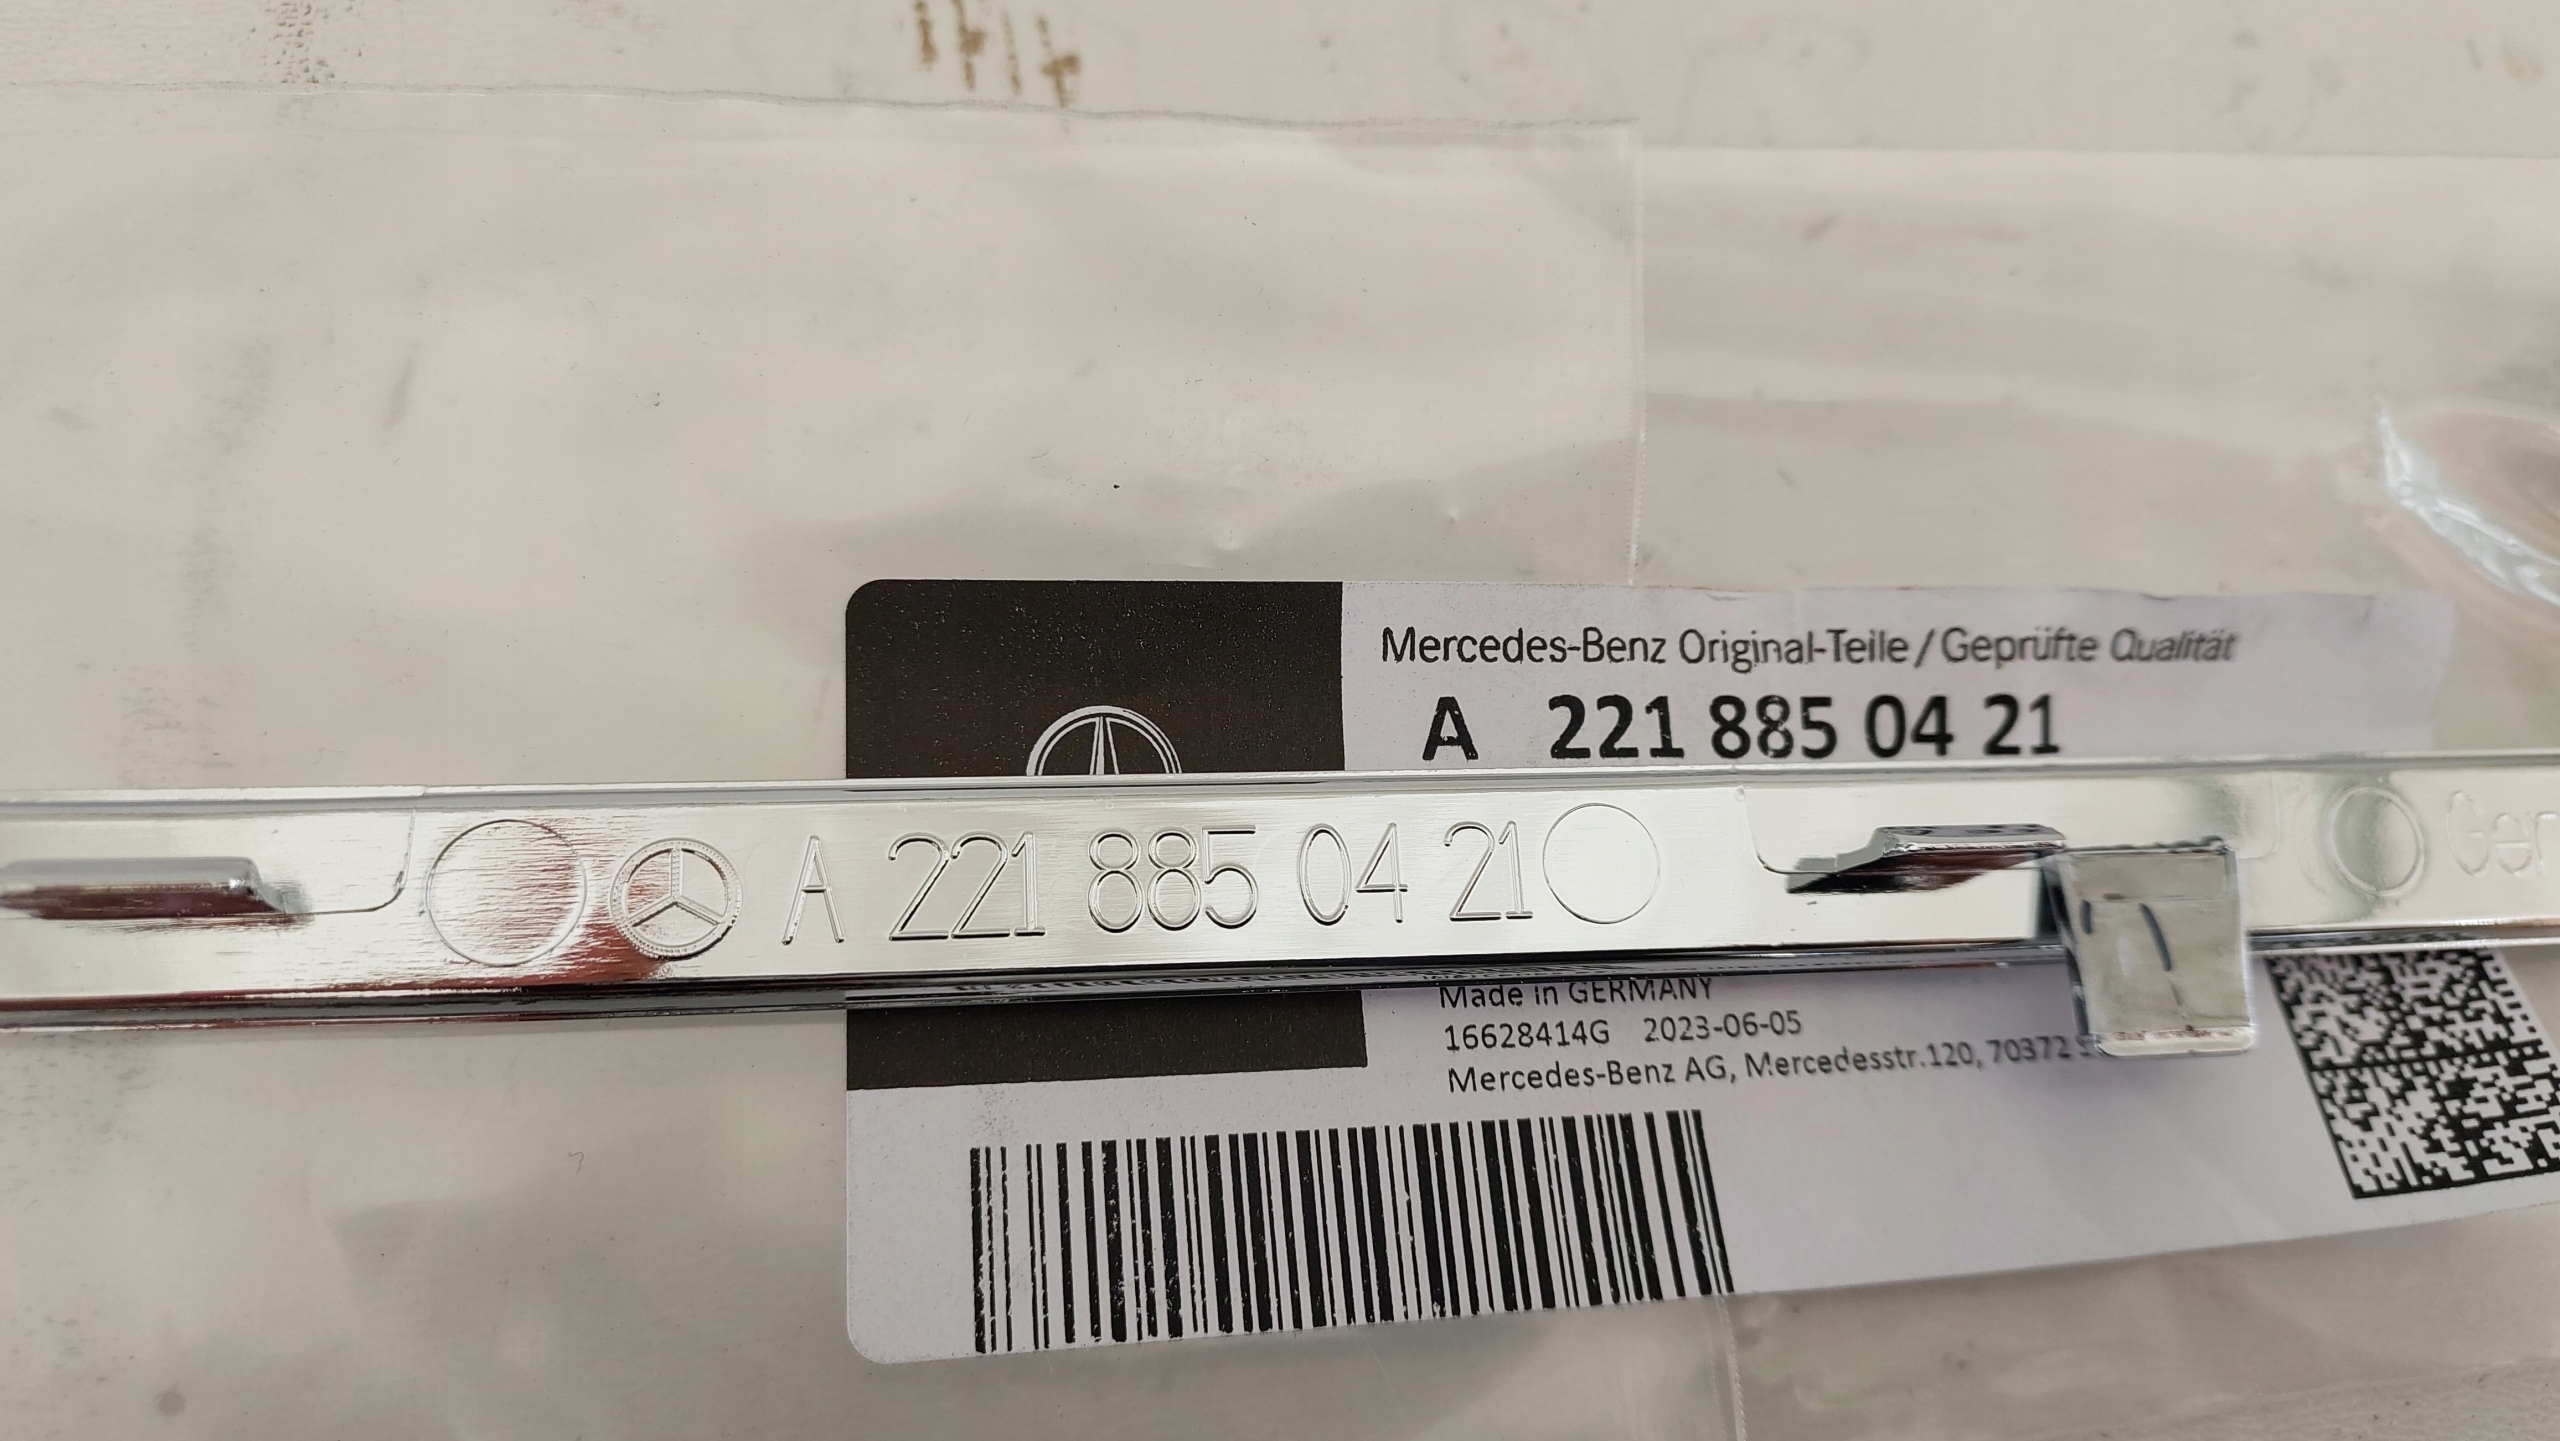 Mercedes-Benz Original-Teile / Geprüfte Qualität
A 221 885 04 21
A 221 885 04 21
Ger
Made in GERMANY
16628414G 2023-06-05
Mercedes-Benz AG, Mercedesstr.120, 70372